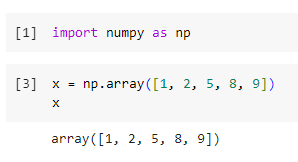 [1] import numpy as np
[3] x = np.array([1, 2, 5, 8, 9])
x
array([1, 2, 5, 8, 9])